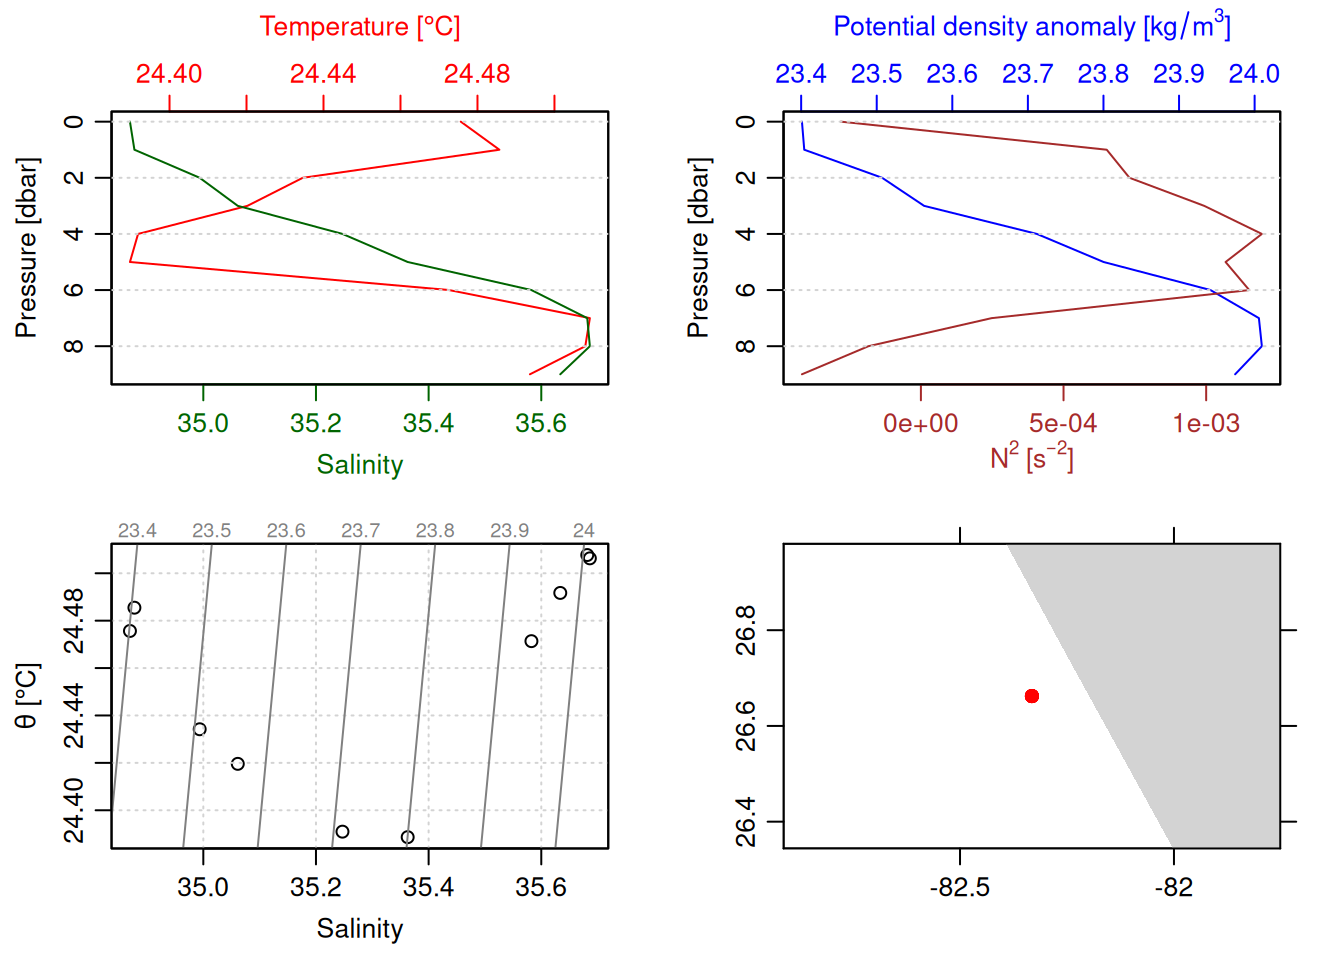 Temperature [°C]
24.40 24.44 24.48
Pressure [dbar]
0
2
4
6
8
35.0 35.2 35.4 35.6
Salinity
Potential density anomaly [kg/m³]
23.4 23.5 23.6 23.7 23.8 23.9 24.0
Pressure [dbar]
0
2
4
6
8
0e+00 5e-04 1e-03
N² [s⁻²]
23.4 23.5 23.6 23.7 23.8 23.9 24
θ [°C]
24.48
24.44
24.40
35.0 35.2 35.4 35.6
Salinity
26.8
26.6
26.4
-82.5 -82